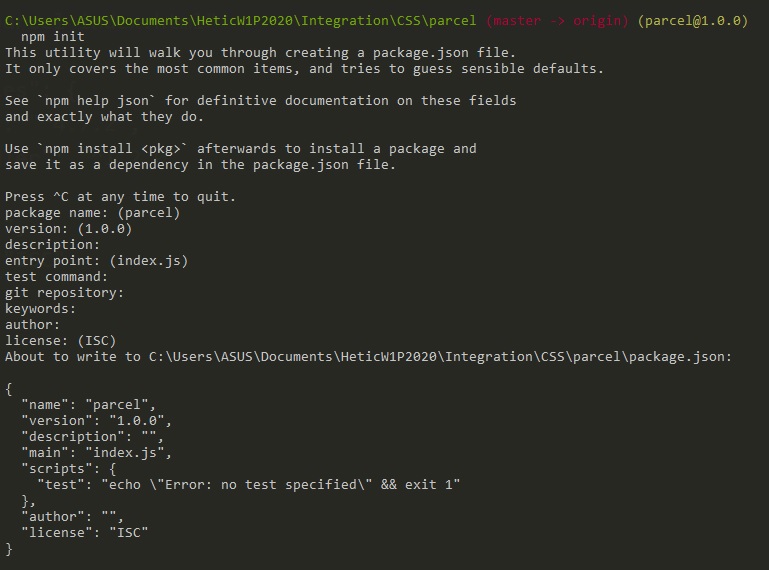 C:\Users\ASUS\Documents\HeticW1P2020\Integration\CSS\parcel (master -> origin) (parcel@1.0.0)
npm init
This utility will walk you through creating a package.json file.
It only covers the most common items, and tries to guess sensible defaults.
See `npm help json` for definitive documentation on these fields
and exactly what they do.
Use `npm install <pkg>` afterwards to install a package and
save it as a dependency in the package.json file.
Press ^C at any time to quit.
package name: (parcel)
version: (1.0.0)
description:
entry point: (index.js)
test command:
git repository:
keywords:
author:
license: (ISC)
About to write to C:\Users\ASUS\Documents\HeticW1P2020\Integration\CSS\parcel\package.json:
{
  "name": "parcel",
  "version": "1.0.0",
  "description": "",
  "main": "index.js",
  "scripts": {
    "test": "echo \"Error: no test specified\" && exit 1"
  },
  "author": "",
  "license": "ISC"
}